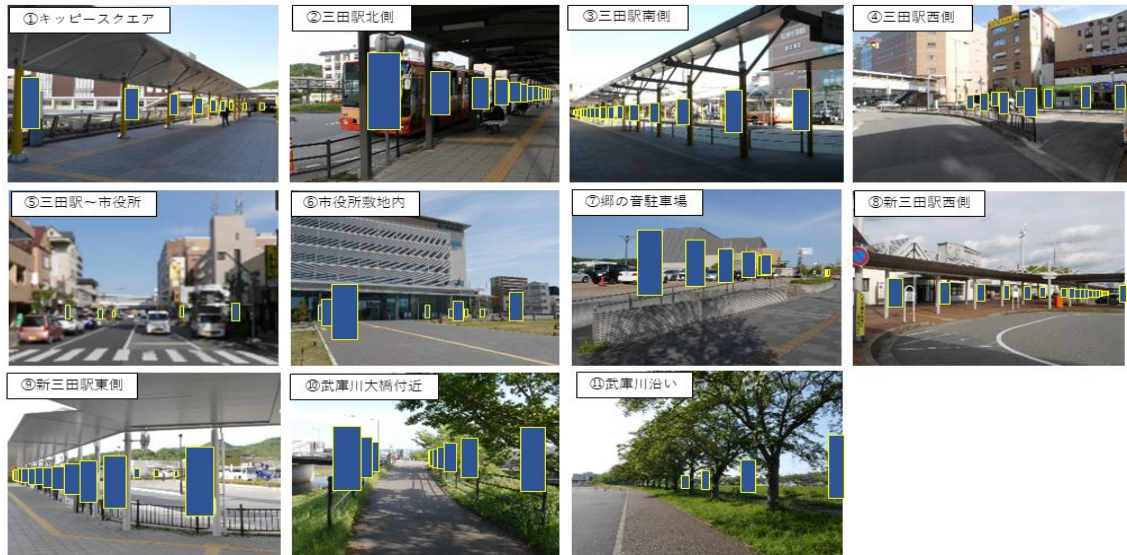 ①キッピースクエア
②三田駅北側
③三田駅南側
④三田駅西側
⑤三田駅～市役所
⑥市役所敷地内
⑦郷の音駐車場
⑧新三田駅西側
⑨新三田駅東側
⑩武庫川大橋付近
⑪武庫川沿い